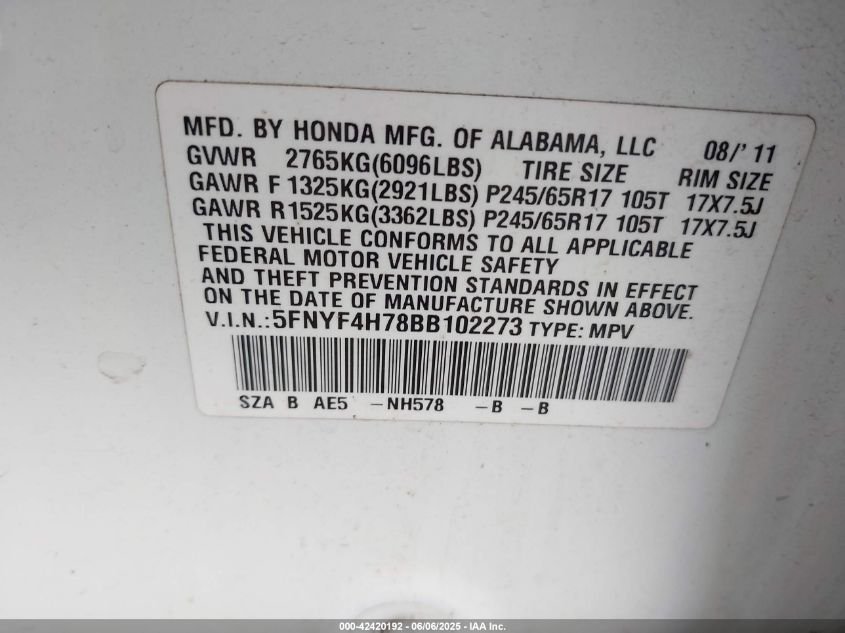 MFD. BY HONDA MFG. OF ALABAMA, LLC 08/' 11
GVWR 2765KG(6096LBS) TIRE SIZE RIM SIZE
GAWR F 1325KG(2921LBS) P245/65R17 105T 17X7.5J
GAWR R1525KG(3362LBS) P245/65R17 105T 17X7.5J
THIS VEHICLE CONFORMS TO ALL APPLICABLE
FEDERAL MOTOR VEHICLE SAFETY
AND THEFT PREVENTION STANDARDS IN EFFECT
ON THE DATE OF MANUFACTURE SHOWN ABOVE.
V.I.N.: 5FNYF4H78BB102273 TYPE: MPV
SZA B AE5 -NH578 -B -B
000-42420192 - 06/06/2025 - IAA Inc.